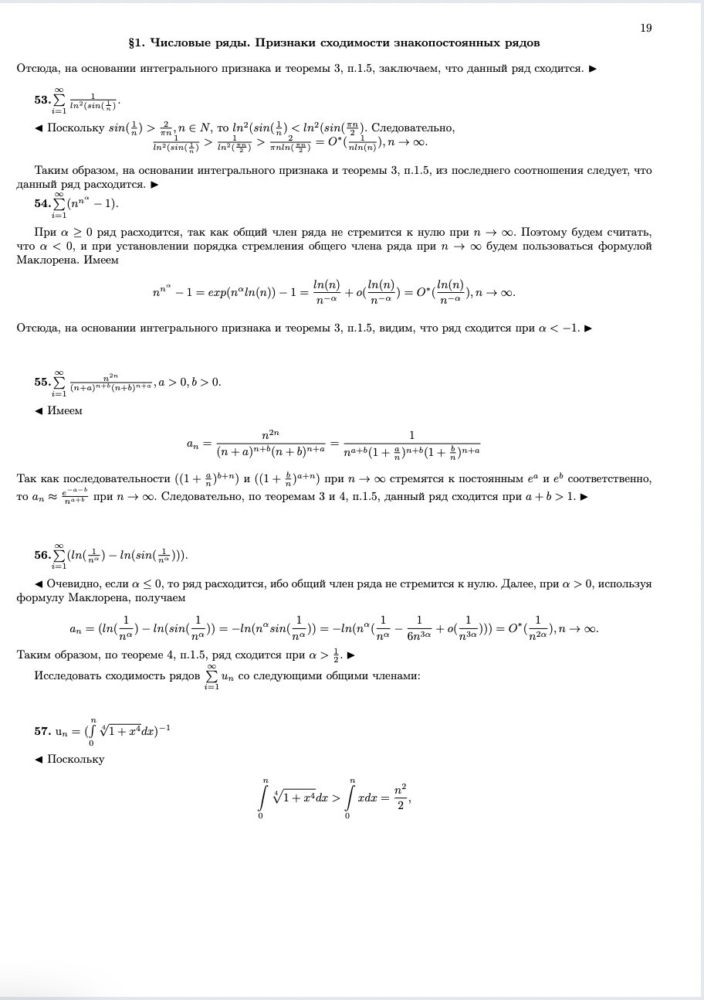 19
§1. Числовые ряды. Признаки сходимости знакопостоянных рядов
Отсюда, на основании интегрального признака и теоремы 3, п.1.5, заключаем, что данный ряд сходится. ▶
53. $\sum\limits_{i=1}^{\infty} \frac{1}{ln^2(sin(\frac{1}{n})}$.
◀ Поскольку $sin(\frac{1}{n}) > \frac{2}{\pi n}, n \in N$, то $ln^2(sin(\frac{1}{n}) < ln^2(sin(\frac{\pi n}{2})$. Следовательно,
$\frac{1}{ln^2(sin(\frac{1}{n})} > \frac{1}{ln^2(\frac{\pi n}{2})} > \frac{2}{\pi n ln(\frac{\pi n}{2})} = O^*(\frac{1}{nln(n)}), n \to \infty.$
Таким образом, на основании интегрального признака и теоремы 3, п.1.5, из последнего соотношения следует, что
данный ряд расходится. ▶
54. $\sum\limits_{i=1}^{\infty} (n^{n^\alpha} - 1)$.
При $\alpha \geq 0$ ряд расходится, так как общий член ряда не стремится к нулю при $n \to \infty$. Поэтому будем считать,
что $\alpha < 0$, и при установлении порядка стремления общего члена ряда при $n \to \infty$ будем пользоваться формулой
Маклорена. Имеем
$n^{n^\alpha} - 1 = exp(n^\alpha ln(n)) - 1 = \frac{ln(n)}{n^{-\alpha}} + o(\frac{ln(n)}{n^{-\alpha}}) = O^*(\frac{ln(n)}{n^{-\alpha}}), n \to \infty.$
Отсюда, на основании интегрального признака и теоремы 3, п.1.5, видим, что ряд сходится при $\alpha < -1$. ▶
55. $\sum\limits_{i=1}^{\infty} \frac{n^{2n}}{(n+a)^{n+b}(n+b)^{n+a}}, a > 0, b > 0.$
◀ Имеем
$a_n = \frac{n^{2n}}{(n+a)^{n+b}(n+b)^{n+a}} = \frac{1}{n^{a+b}(1+\frac{a}{n})^{n+b}(1+\frac{b}{n})^{n+a}}$
Так как последовательности $((1+\frac{a}{n})^{b+n})$ и $((1+\frac{b}{n})^{a+n})$ при $n \to \infty$ стремятся к постоянным $e^a$ и $e^b$ соответственно,
то $a_n \approx \frac{e^{-a-b}}{n^{a+b}}$ при $n \to \infty$. Следовательно, по теоремам 3 и 4, п.1.5, данный ряд сходится при $a + b > 1$. ▶
56. $\sum\limits_{i=1}^{\infty} (ln(\frac{1}{n^\alpha}) - ln(sin(\frac{1}{n^\alpha})))$.
◀ Очевидно, если $\alpha \leq 0$, то ряд расходится, ибо общий член ряда не стремится к нулю. Далее, при $\alpha > 0$, используя
формулу Маклорена, получаем
$a_n = (ln(\frac{1}{n^\alpha}) - ln(sin(\frac{1}{n^\alpha})) = -ln(n^\alpha sin(\frac{1}{n^\alpha})) = -ln(n^\alpha(\frac{1}{n^\alpha} - \frac{1}{6n^{3\alpha}} + o(\frac{1}{n^{3\alpha}}))) = O^*(\frac{1}{n^{2\alpha}}), n \to \infty.$
Таким образом, по теореме 4, п.1.5, ряд сходится при $\alpha > \frac{1}{2}$. ▶
Исследовать сходимость рядов $\sum\limits_{i=1}^{\infty} u_n$ со следующими общими членами:
57. $u_n = (\int\limits_0^n \sqrt[4]{1+x^4}dx)^{-1}$
◀ Поскольку
$\int\limits_0^n \sqrt[4]{1+x^4}dx > \int\limits_0^n xdx = \frac{n^2}{2},$